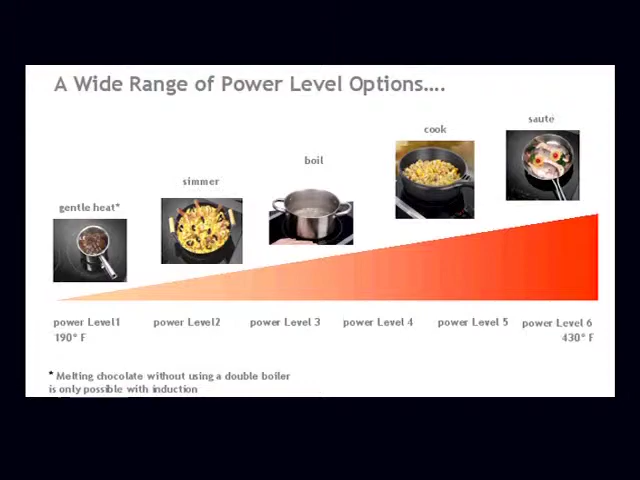 A Wide Range of Power Level Options....
saute
cook
boil
simmer
gentle heat*
power Level1 power Level2 power Level 3 power Level 4 power Level 5 power Level 6
190° F 430° F
* Melting chocolate without using a double boiler
is only possible with induction